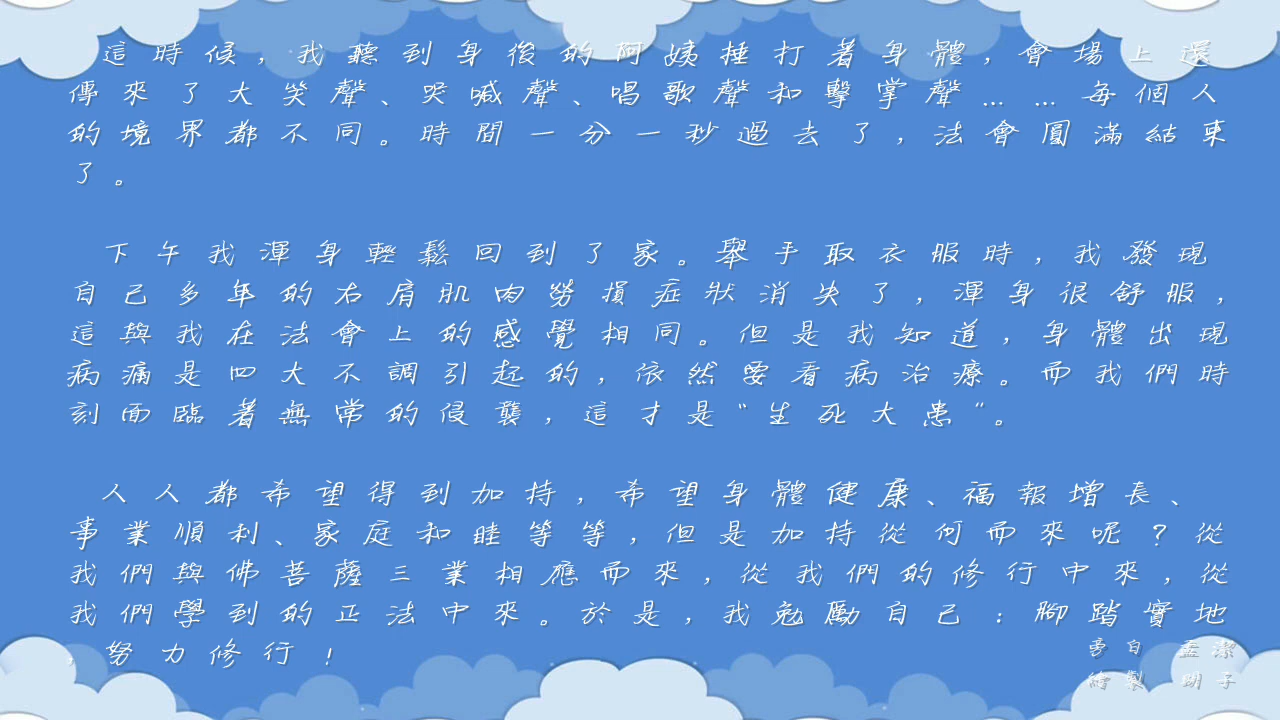 這時候，我聽到身後的阿姨捶打著身體，會場上還
傳來了大笑聲、哭喊聲、唱歌聲和擊掌聲……每個人
的境界都不同。時間一分一秒過去了，法會圓滿結束
了。
下午我渾身輕鬆回到了家。舉手取衣服時，我發現
自己多年的右肩肌肉勞損症狀消失了，渾身很舒服，
這與我在法會上的感覺相同。但是我知道，身體出現
病痛是四大不調引起的，依然要看病治療。而我們時
刻面臨著無常的侵襲，這才是“生死大患”。
人人都希望得到加持，希望身體健康、福報增長、
事業順利、家庭和睦等等，但是加持從何而來呢？從
我們與佛菩薩三業相應而來，從我們的修行中來，從
我們學到的正法中來。於是，我勉勵自己：腳踏實地
，努力修行！
旁白 孟潔
繪製 明子